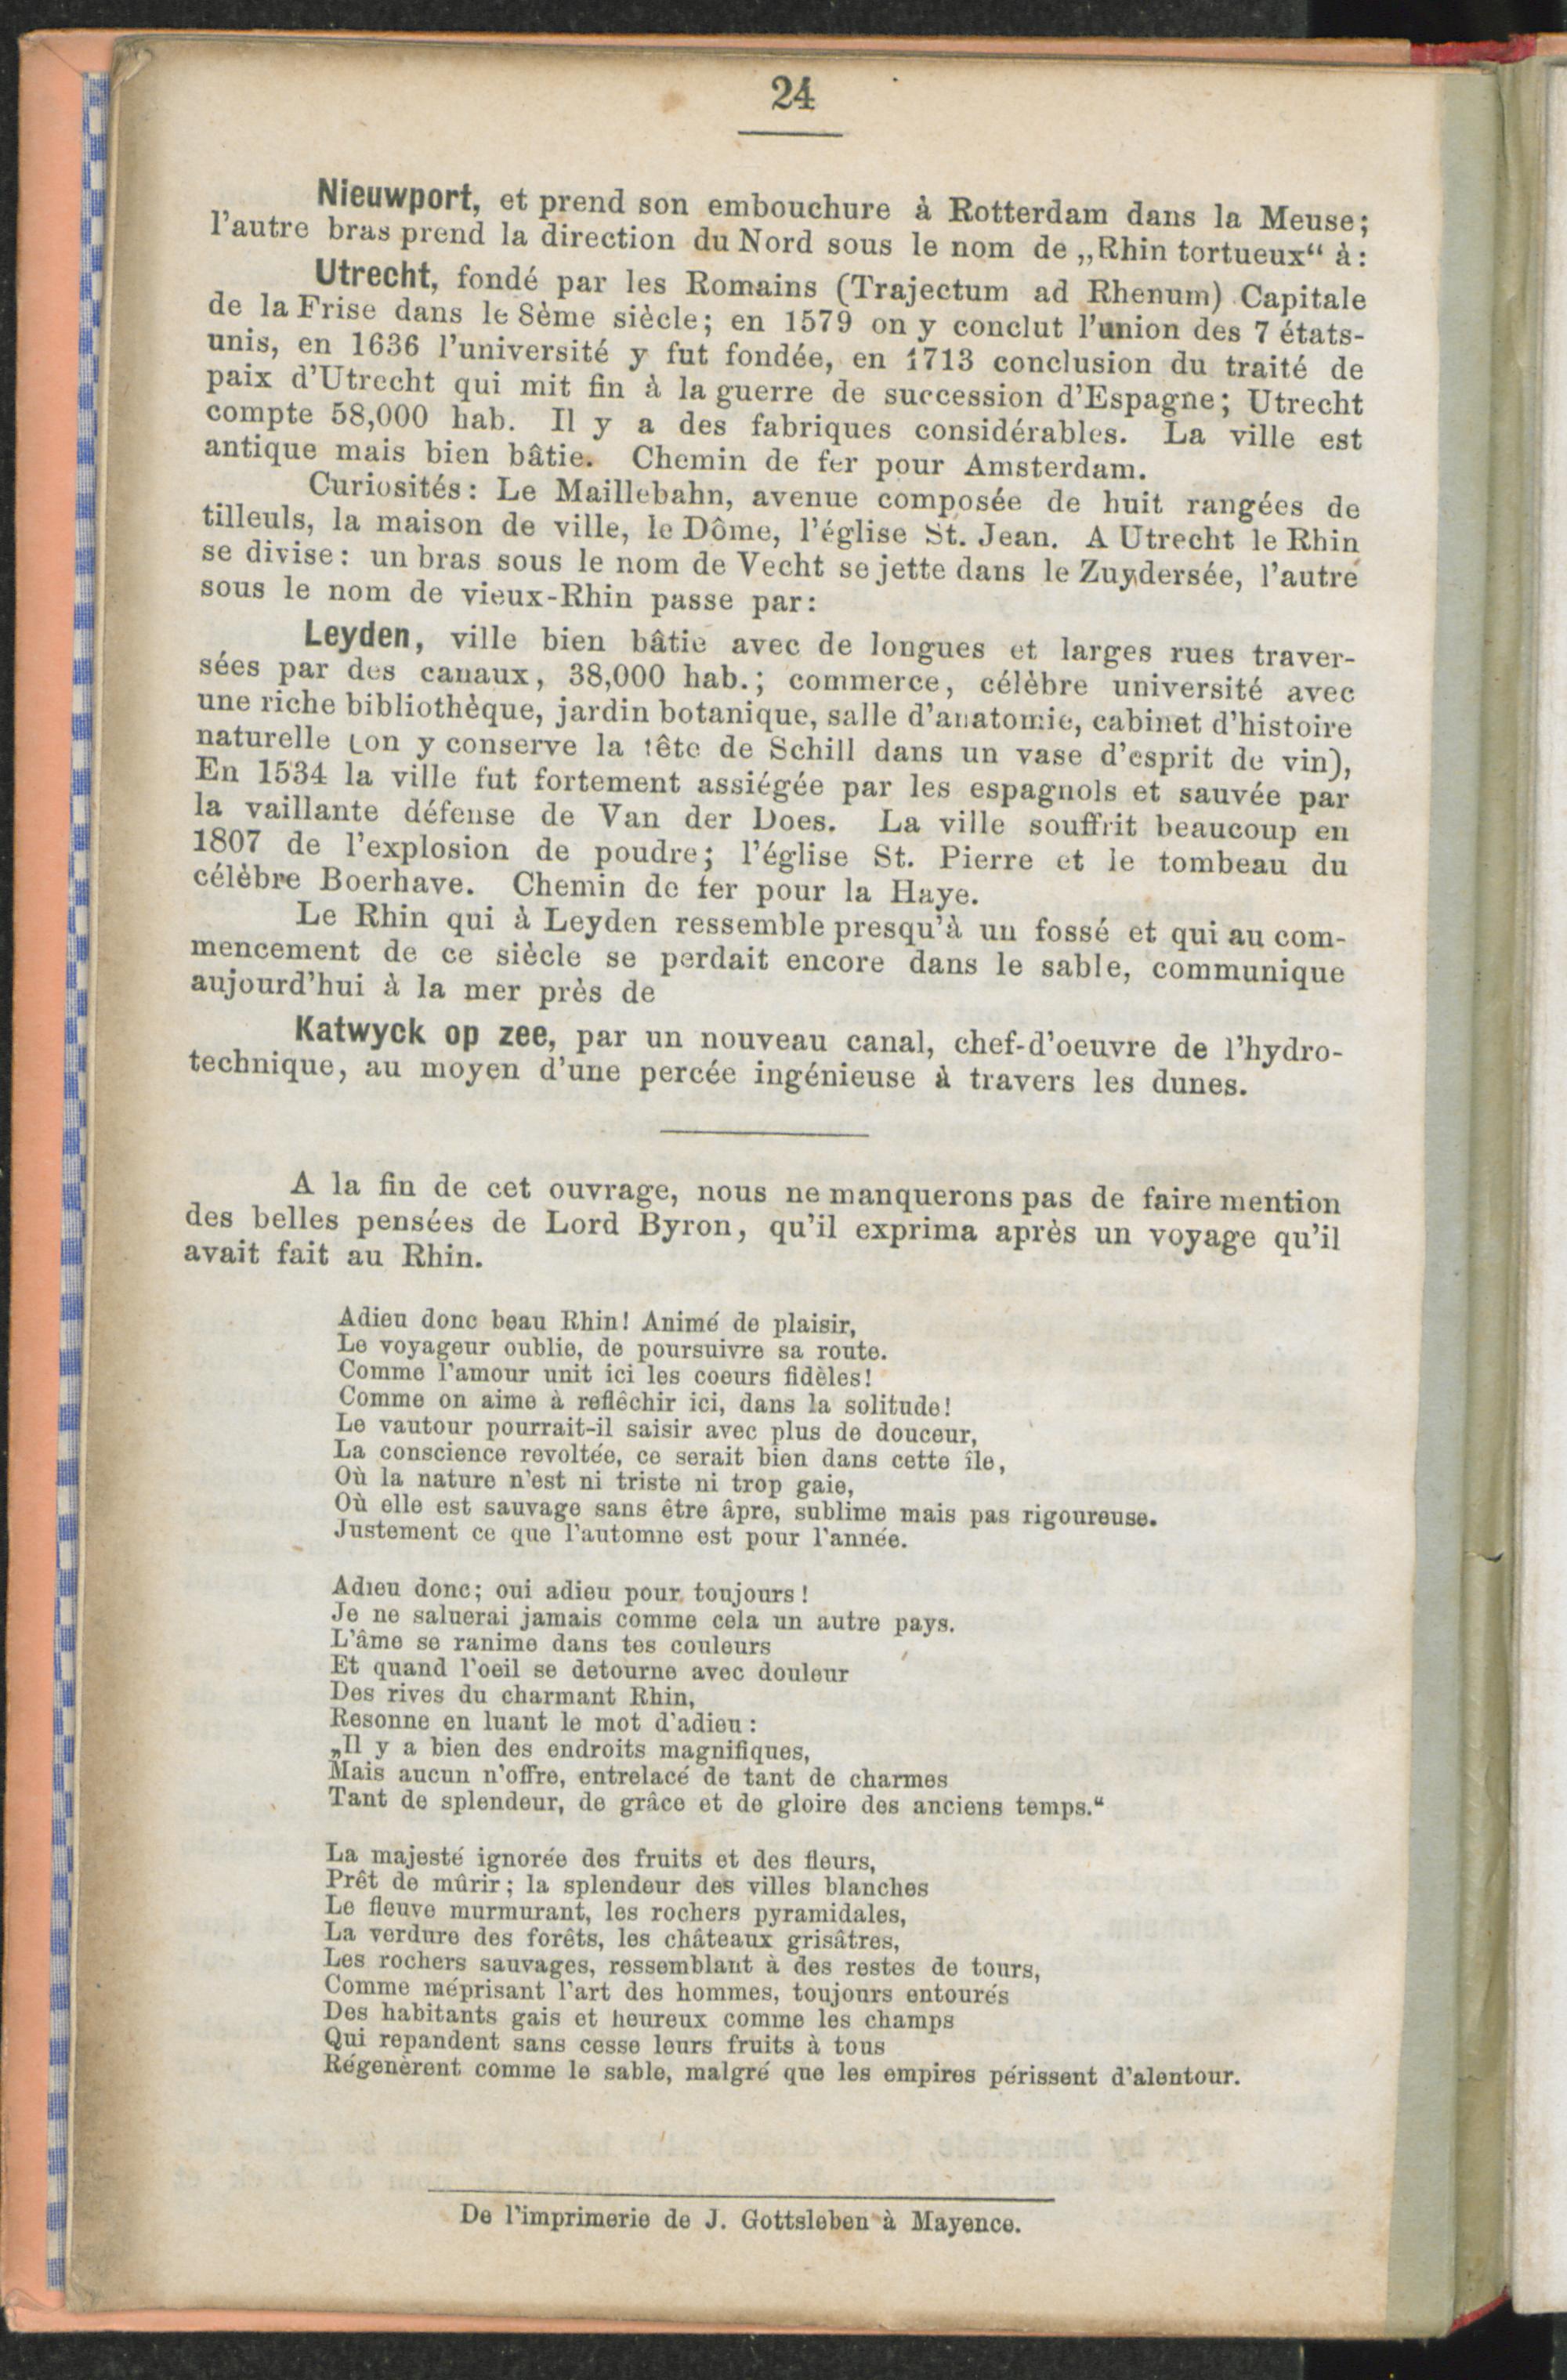 24
Nieuwport, et prend son embouchure à Rotterdam dans la Meuse;
l'autre bras prend la direction du Nord sous le nom de „Rhin tortueux“ à:
Utrecht, fondé par les Romains (Trajectum ad Rhenum) Capitale
de la Frise dans le 8ème siècle; en 1579 on y conclut l'union des 7 états-
unis, en 1636 l'université y fut fondée, en 1713 conclusion du traité de
paix d'Utrecht qui mit fin à la guerre de succession d'Espagne; Utrecht
compte 58,000 hab. Il y a des fabriques considérables. La ville est
antique mais bien bâtie. Chemin de fer pour Amsterdam.
Curiosités: Le Maillebahn, avenue composée de huit rangées de
tilleuls, la maison de ville, le Dôme, l'église St. Jean. A Utrecht le Rhin
se divise: un bras sous le nom de Vecht se jette dans le Zuydersée, l'autre
sous le nom de vieux-Rhin passe par:
Leyden, ville bien bâtie avec de longues et larges rues traver-
sées par des canaux, 38,000 hab.; commerce, célèbre université avec
une riche bibliothèque, jardin botanique, salle d'anatomie, cabinet d'histoire
naturelle (on y conserve la tête de Schill dans un vase d'esprit de vin),
En 1534 la ville fut fortement assiégée par les espagnols et sauvée par
la vaillante défense de Van der Does. La ville souffrit beaucoup en
1807 de l'explosion de poudre; l'église St. Pierre et le tombeau du
célèbre Boerhave. Chemin de fer pour la Haye.
Le Rhin qui à Leyden ressemble presqu'à un fossé et qui au com-
mencement de ce siècle se perdait encore dans le sable, communique
aujourd'hui à la mer près de
Katwyck op zee, par un nouveau canal, chef-d'oeuvre de l'hydro-
technique, au moyen d'une percée ingénieuse à travers les dunes.
A la fin de cet ouvrage, nous ne manquerons pas de faire mention
des belles pensées de Lord Byron, qu'il exprima après un voyage qu'il
avait fait au Rhin.
Adieu donc beau Rhin! Animé de plaisir,
Le voyageur oublie, de poursuivre sa route.
Comme l'amour unit ici les coeurs fidèles!
Comme on aime à reflêchir ici, dans la solitude!
Le vautour pourrait-il saisir avec plus de douceur,
La conscience revoltée, ce serait bien dans cette île,
Où la nature n'est ni triste ni trop gaie,
Où elle est sauvage sans être âpre, sublime mais pas rigoureuse.
Justement ce que l'automne est pour l'année.
Adieu donc; oui adieu pour toujours!
Je ne saluerai jamais comme cela un autre pays.
L'âme se ranime dans tes couleurs
Et quand l'oeil se detourne avec douleur
Des rives du charmant Rhin,
Resonne en luant le mot d'adieu:
„Il y a bien des endroits magnifiques,
Mais aucun n'offre, entrelacé de tant de charmes
Tant de splendeur, de grâce et de gloire des anciens temps.“
La majesté ignorée des fruits et des fleurs,
Prêt de mûrir; la splendeur des villes blanches
Le fleuve murmurant, les rochers pyramidales,
La verdure des forêts, les châteaux grisâtres,
Les rochers sauvages, ressemblant à des restes de tours,
Comme méprisant l'art des hommes, toujours entourés
Des habitants gais et heureux comme les champs
Qui repandent sans cesse leurs fruits à tous
Régenèrent comme le sable, malgré que les empires périssent d'alentour.
De l'imprimerie de J. Gottsleben à Mayence.